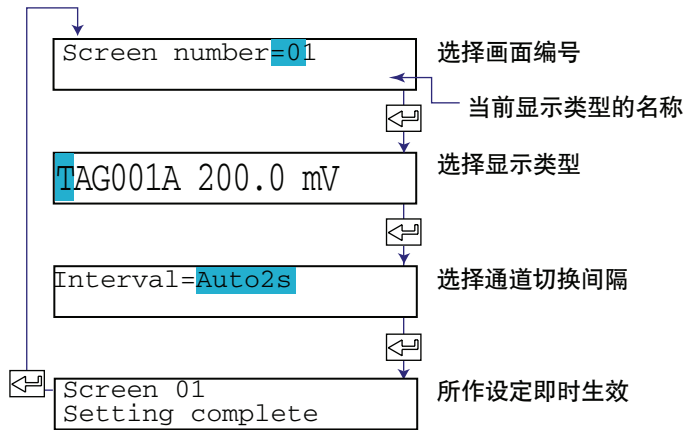 Screen number=01
选择画面编号
当前显示类型的名称
TAG001A 200.0 mV
选择显示类型
Interval=Auto2s
选择通道切换间隔
Screen 01
Setting complete
所作设定即时生效